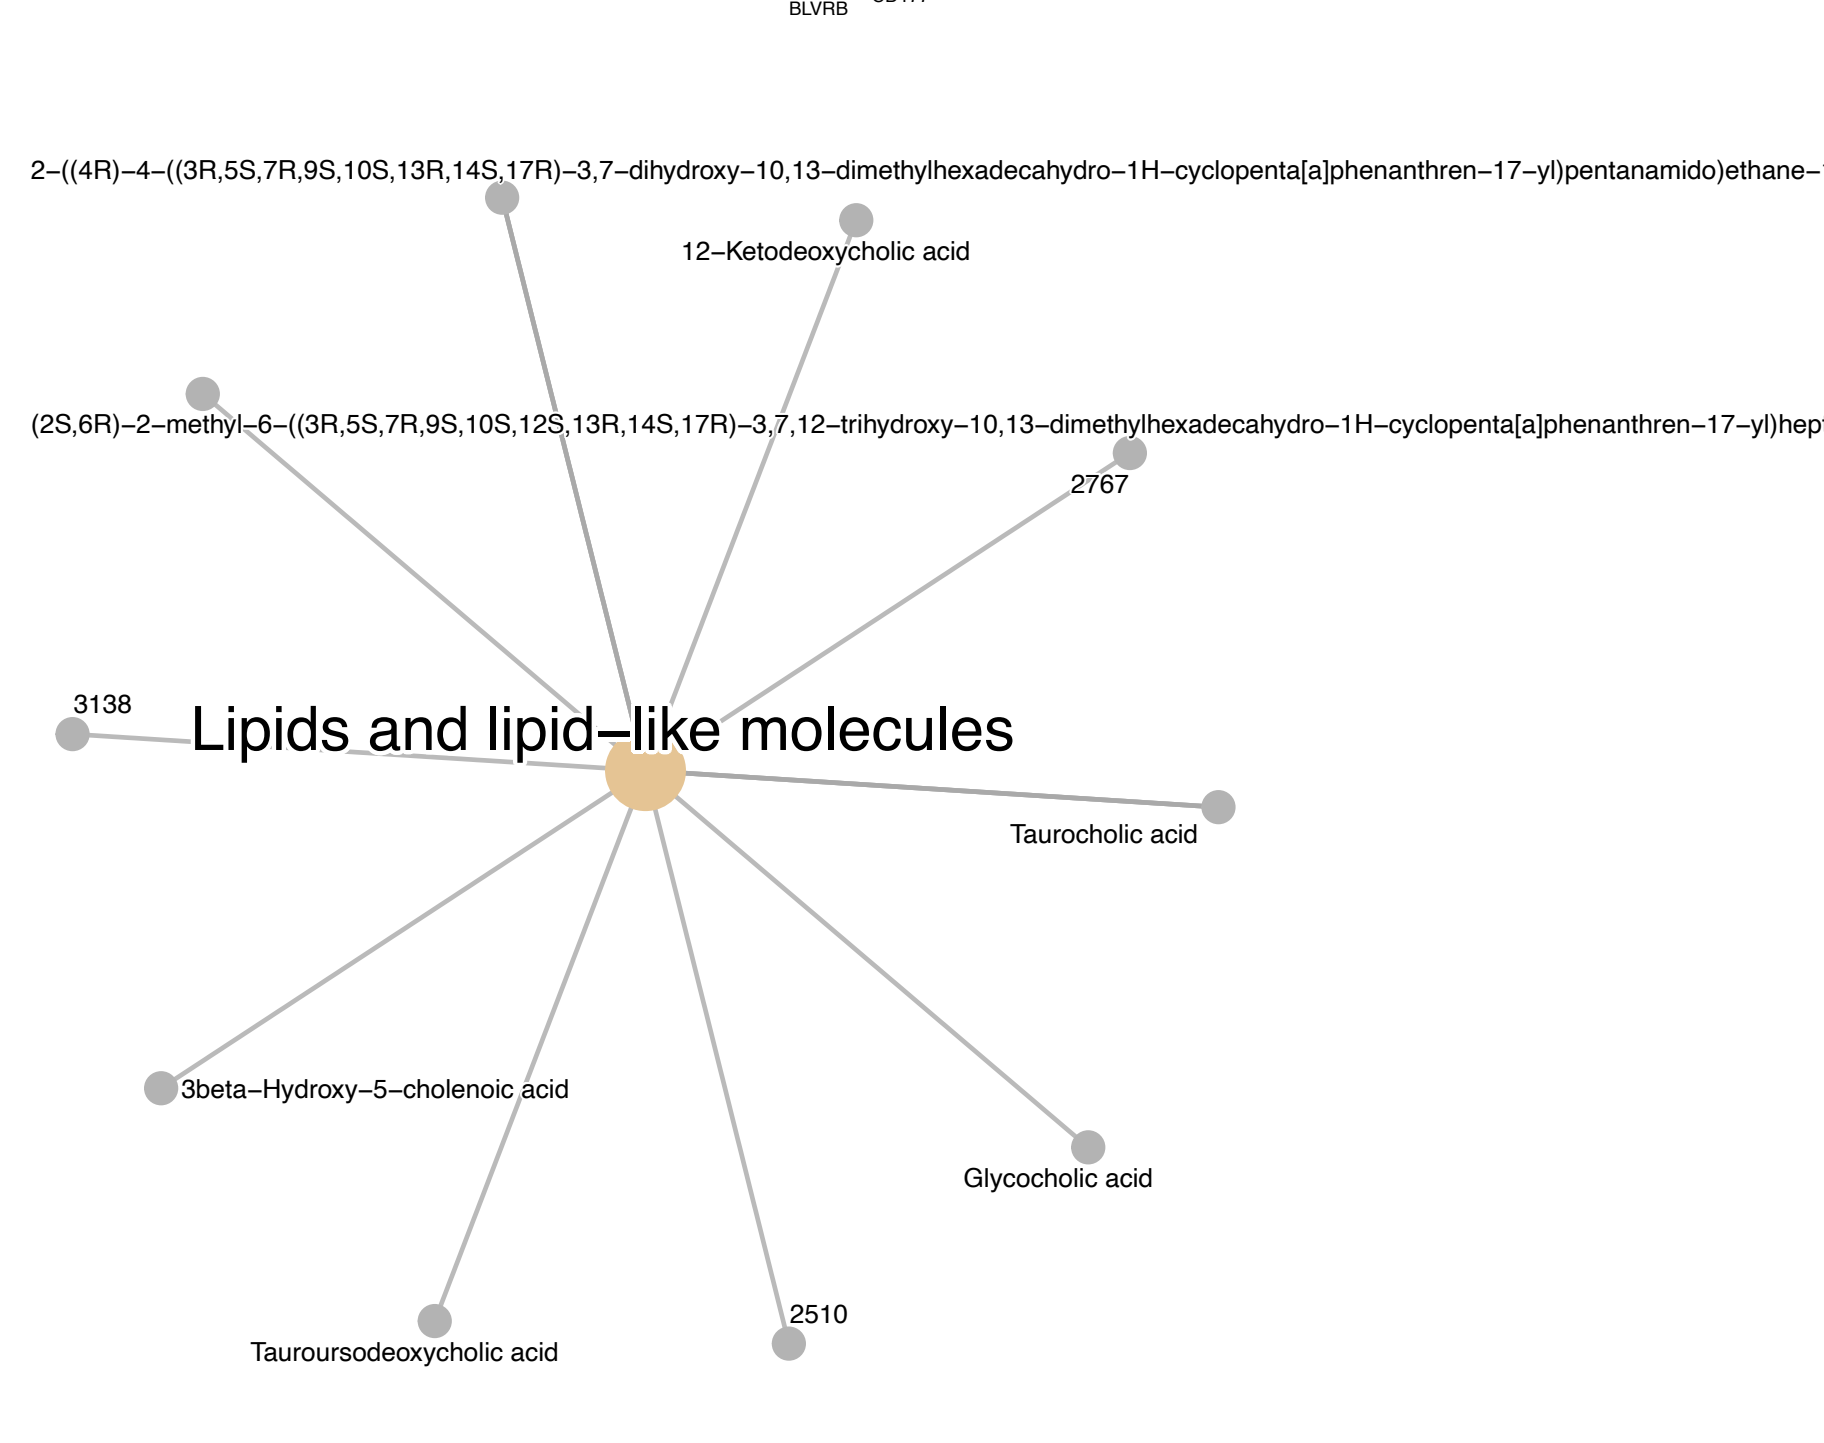 BLVRB
2−((4R)−4−((3R,5S,7R,9S,10S,13R,14S,17R)−3,7−dihydroxy−10,13−dimethylhexadecahydro−1H−cyclopenta[a]phenanthren−17−yl)pentanamido)ethane−
12−Ketodeoxycholic acid
(2S,6R)−2−methyl−6−((3R,5S,7R,9S,10S,12S,13R,14S,17R)−3,7,12−trihydroxy−10,13−dimethylhexadecahydro−1H−cyclopenta[a]phenanthren−17−yl)hept
2767
3138
Lipids and lipid−like molecules
Taurocholic acid
3beta−Hydroxy−5−cholenoic acid
Glycocholic acid
2510
Tauroursodeoxycholic acid